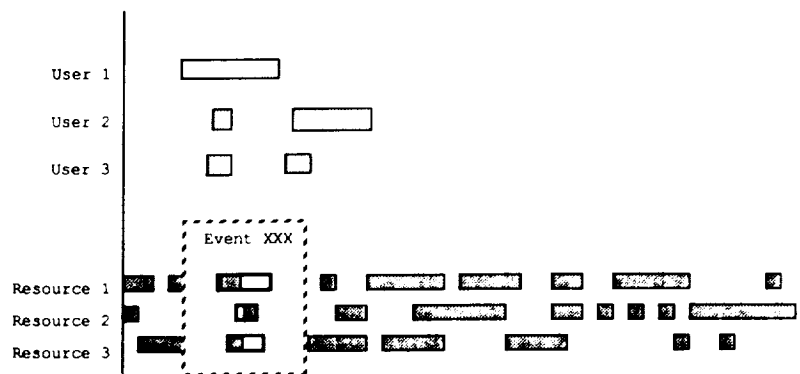 User 1
User 2
User 3
Event XXX
Resource 1
Resource 2
Resource 3